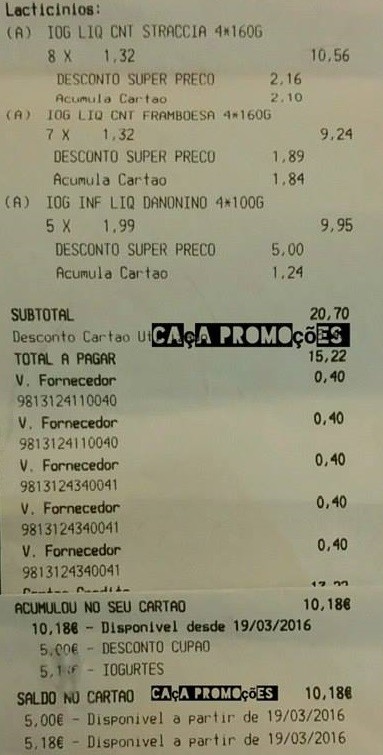 Lacticinios:
(A) IOG LIQ CNT STRACCIA 4*160G
8 X 1,32 10,56
DESCONTO SUPER PRECO 2,16
Acumula Cartao 2,10
(A) IOG LIQ CNT FRAMBOESA 4*160G
7 X 1,32 9,24
DESCONTO SUPER PRECO 1,89
Acumula Cartao 1,84
(A) IOG INF LIQ DANONINO 4*100G
5 X 1,99 9,95
DESCONTO SUPER PRECO 5,00
Acumula Cartao 1,24
SUBTOTAL 20,70
Desconto Cartao CAçA PROMOçõES
TOTAL A PAGAR 15,22
V. Fornecedor 0,40
9813124110040
V. Fornecedor 0,40
9813124110040
V. Fornecedor 0,40
9813124340041
V. Fornecedor 0,40
9813124340041
V. Fornecedor 0,40
9813124340041
ACUMULOU NO SEU CARTAO 10,18€
10,18€ - Disponivel desde 19/03/2016
5,00€ - DESCONTO CUPAO
- IOGURTES
SALDO NO CARTAO CAçA PROMOçõES 10,18€
5,00€ - Disponivel a partir de 19/03/2016
5,18€ - Disponivel a partir de 19/03/2016